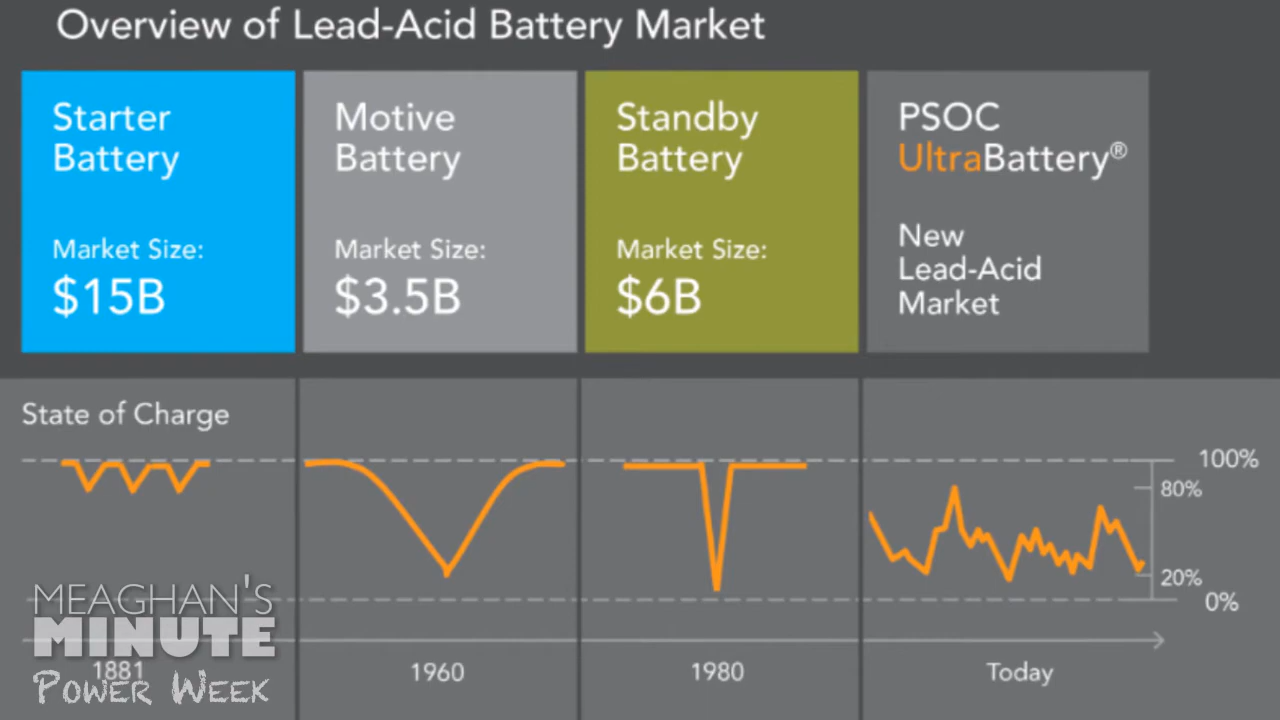 Overview of Lead-Acid Battery Market
Starter
Battery
Market Size:
$15B
Motive
Battery
Market Size:
$3.5B
Standby
Battery
Market Size:
$6B
PSOC
UltraBattery®
New
Lead-Acid
Market
State of Charge
100%
80%
20%
0%
1881
1960
1980
Today
MEAGHAN'S
MINUTE
POWER WEEK